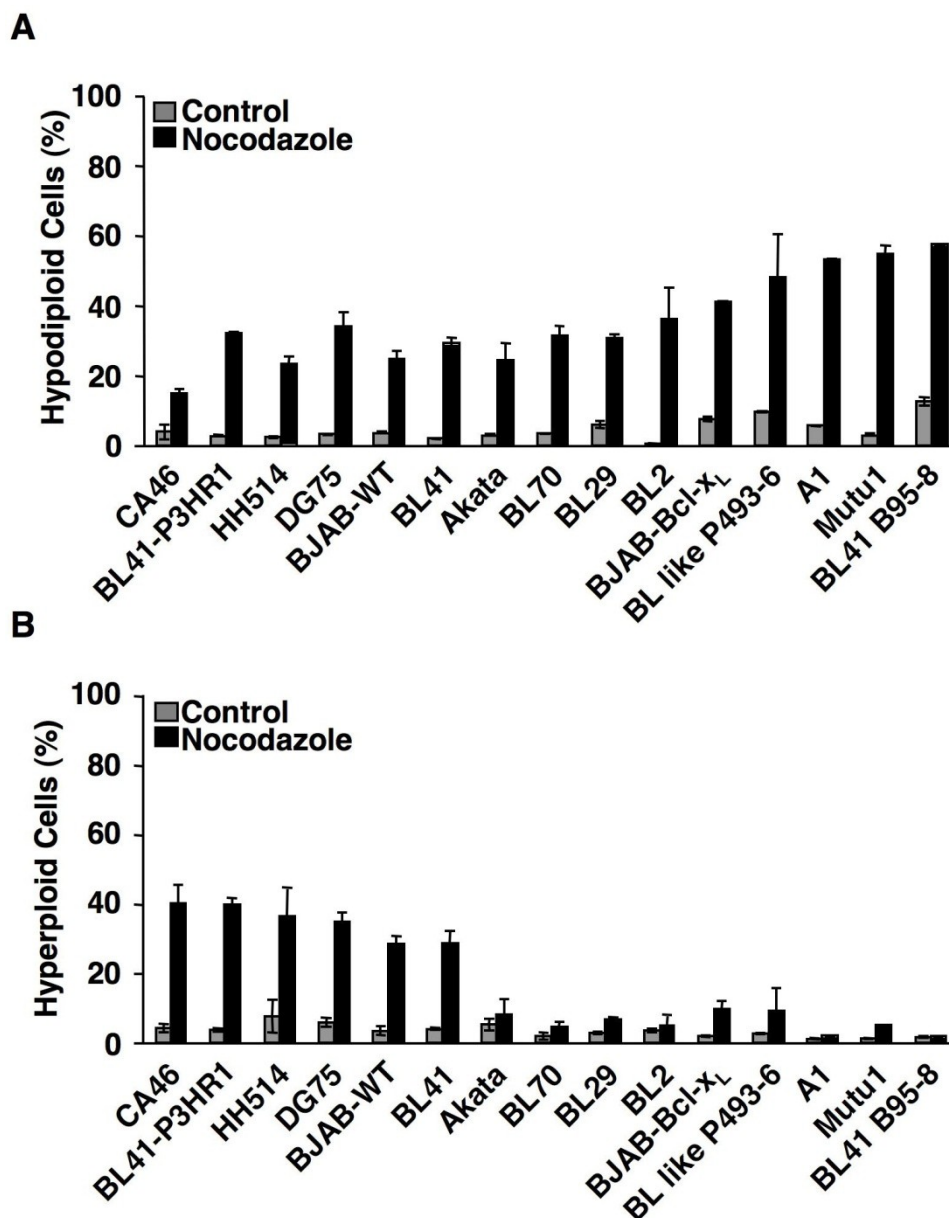 A
Hypodiploid Cells (%)
100
80
60
40
20
0
Control
Nocodazole
CA46
BL41-P3HR1
HH514
DG75
BJAB-WT
BL41
Akata
BL70
BL29
BL2
BJAB-Bcl-xL
BL like P493-6
A1
Mutu1
BL41 B95-8
B
Hyperploid Cells (%)
100
80
60
40
20
0
Control
Nocodazole
CA46
BL41-P3HR1
HH514
DG75
BJAB-WT
BL41
Akata
BL70
BL29
BL2
BJAB-Bcl-xL
BL like P493-6
A1
Mutu1
BL41 B95-8